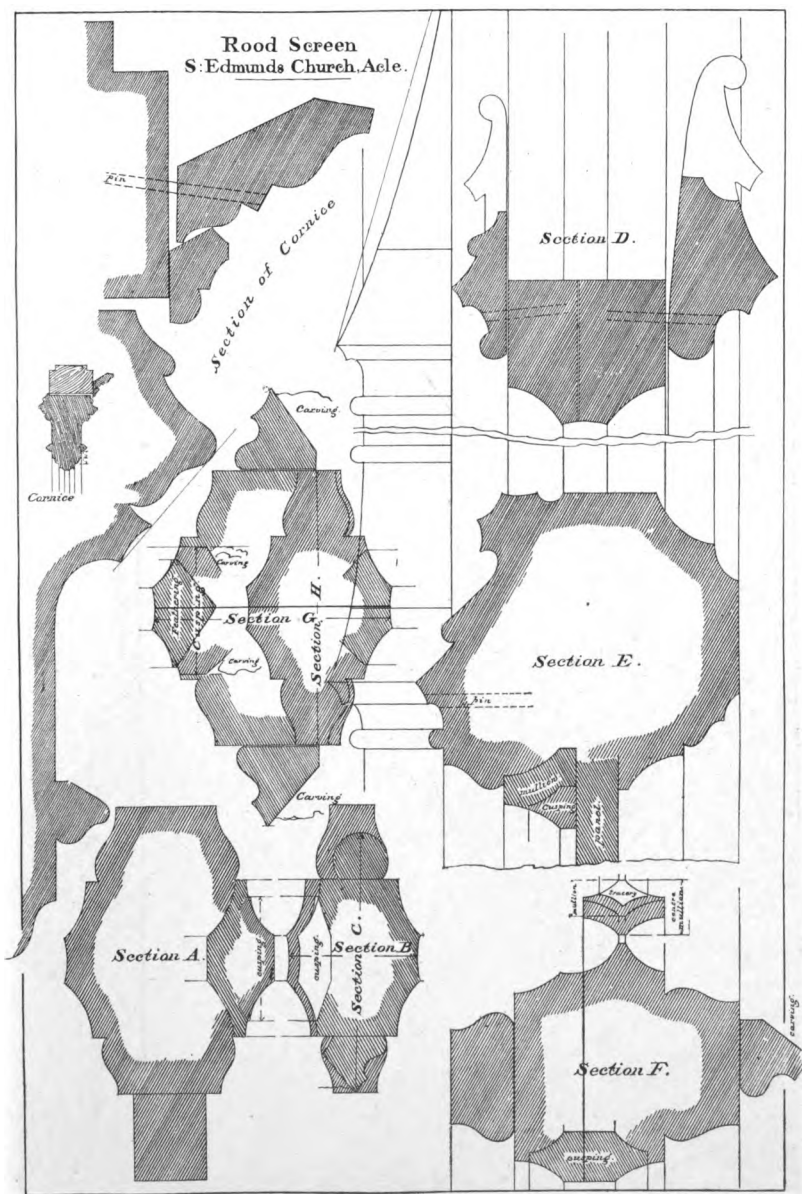 Rood Screen
S: Edmunds Church, Acle.
pin
Section of Cornice
Section D.
Carving.
Cornice
Carving
Feathering
Cusping
Section G
Section H.
Carving
Section E.
pin
mullion
Cusping
panel.
Carving
Section A.
cusping
cusping
Section C.
Section B
mullion
tracery
centre
mullion
carving.
Section F.
cusping.